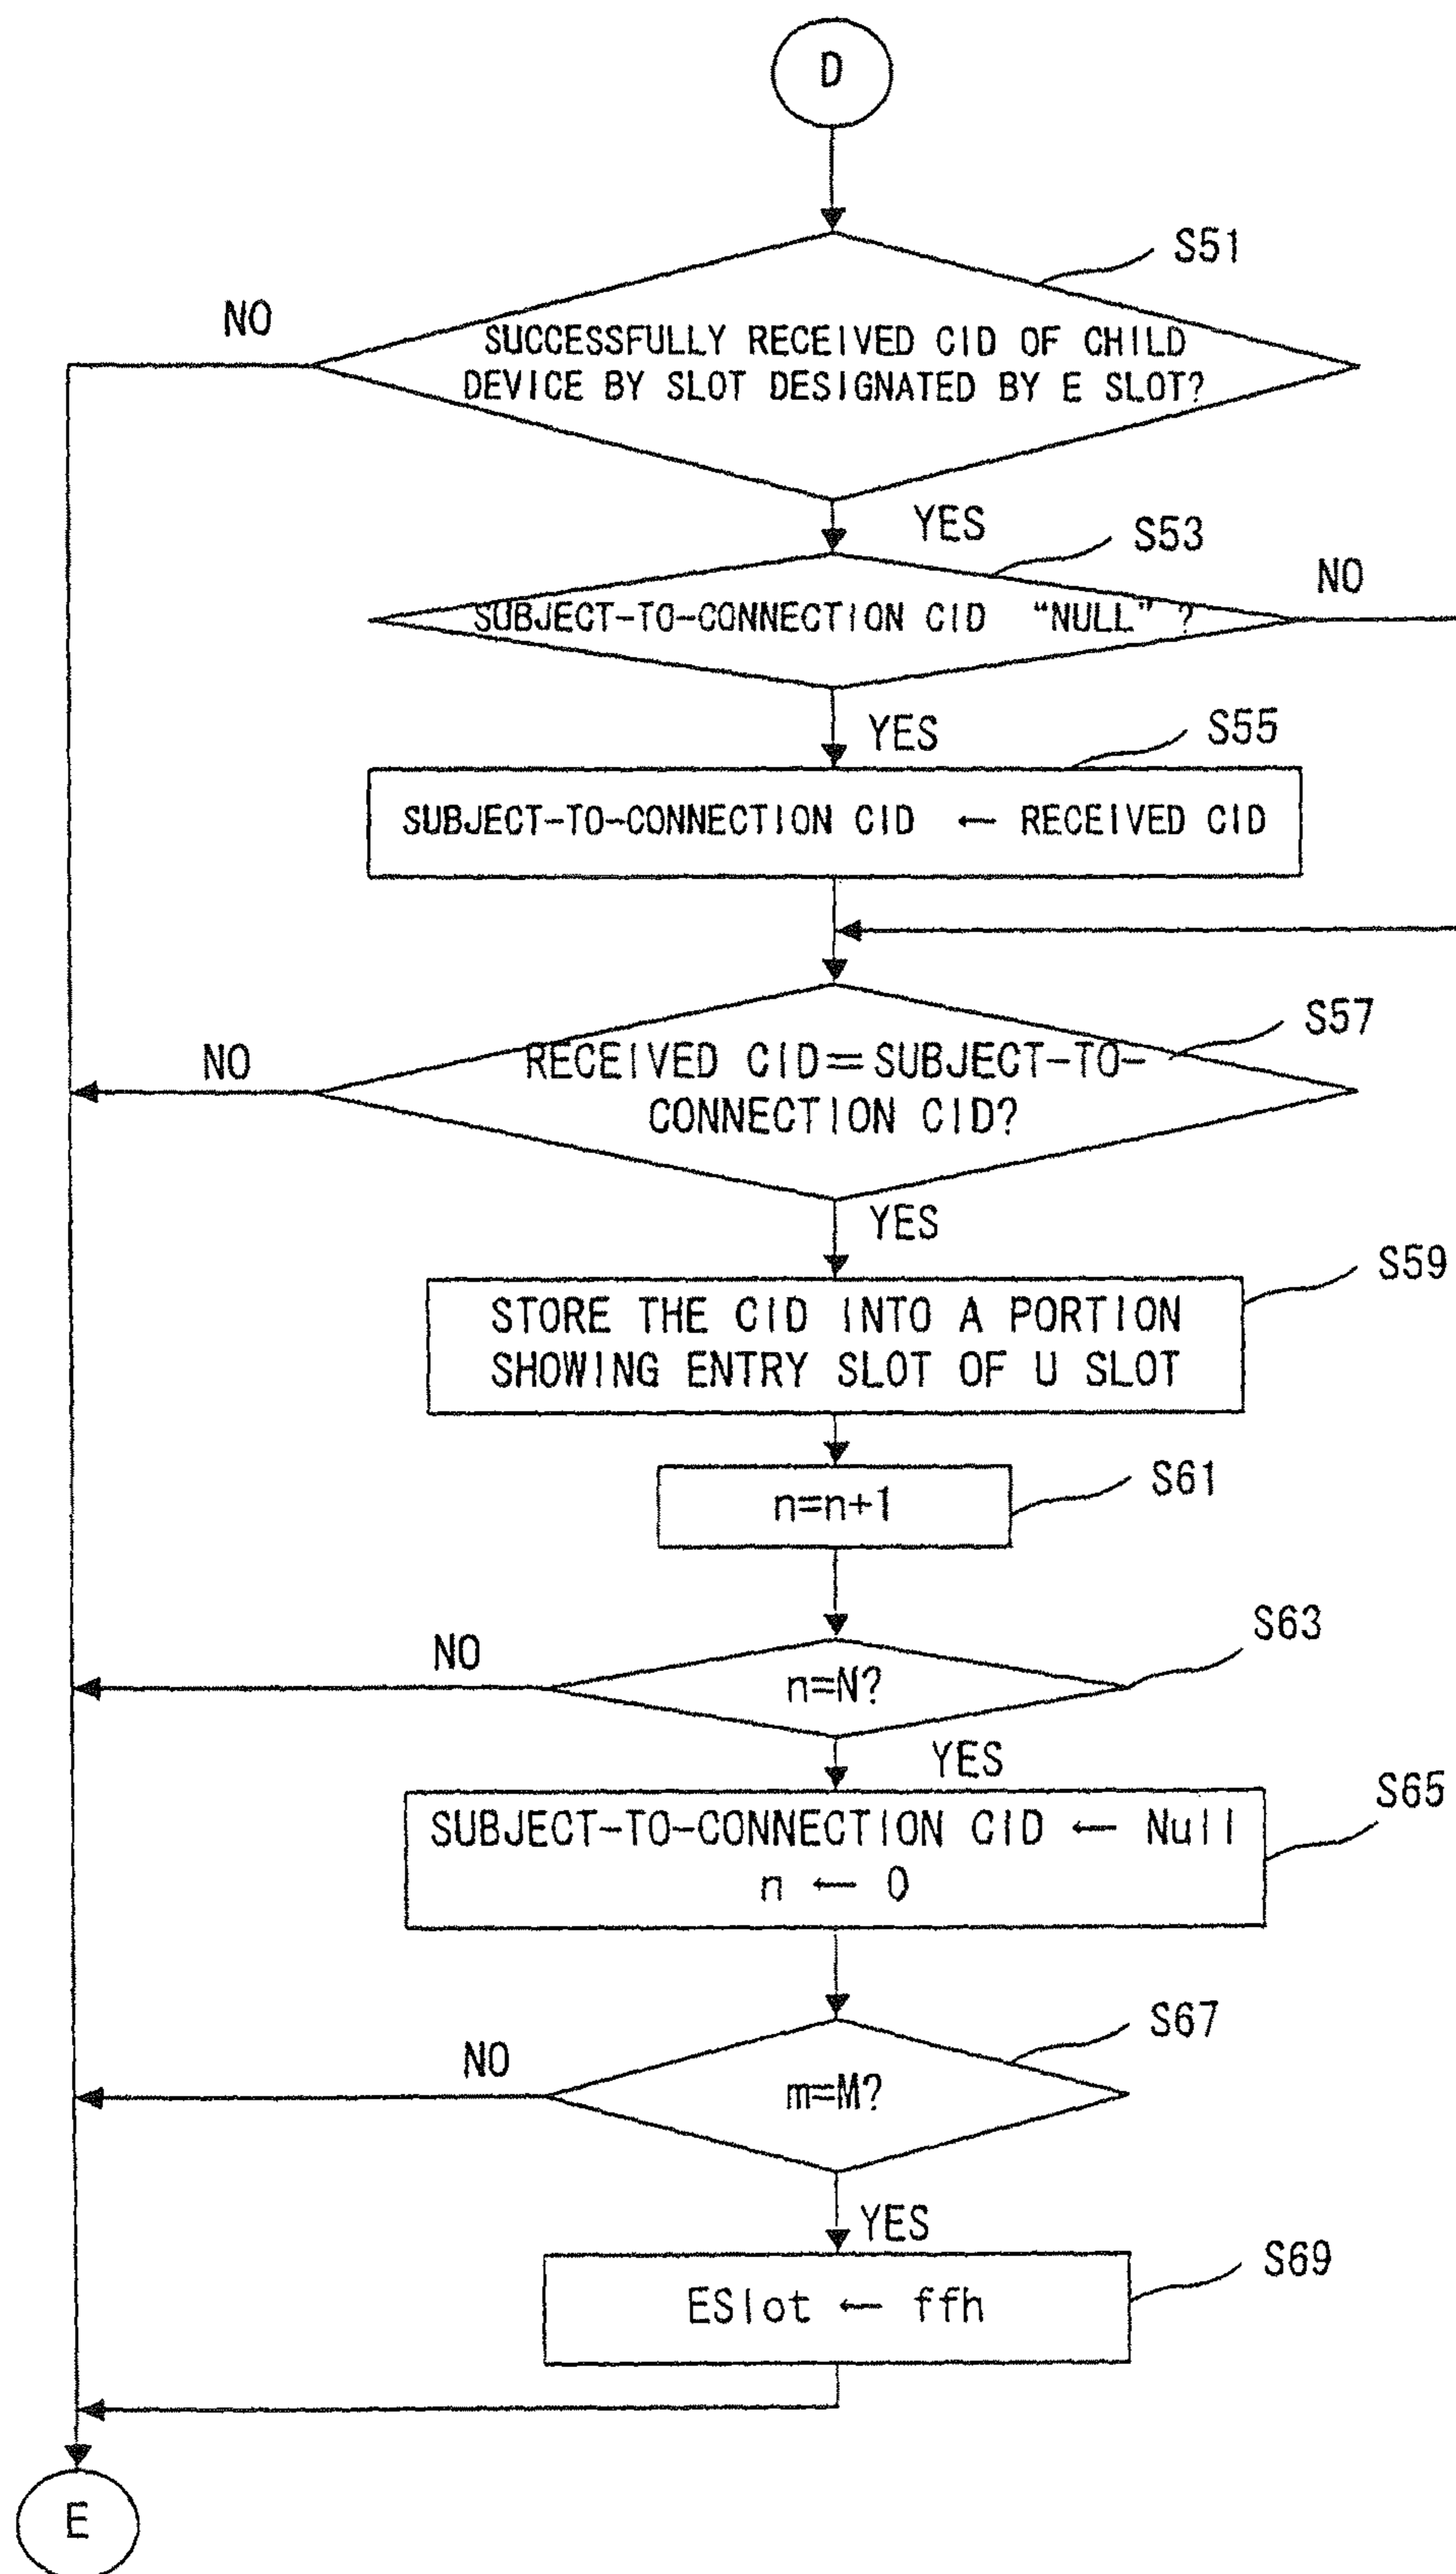 D
S51
NO
SUCCESSFULLY RECEIVED CID OF CHILD
DEVICE BY SLOT DESIGNATED BY E SLOT?
YES
S53
NO
SUBJECT-TO-CONNECTION CID "NULL" ?
YES
S55
SUBJECT-TO-CONNECTION CID ← RECEIVED CID
S57
NO
RECEIVED CID=SUBJECT-TO-
CONNECTION CID?
YES
S59
STORE THE CID INTO A PORTION
SHOWING ENTRY SLOT OF U SLOT
S61
n=n+1
S63
NO
n=N?
YES
S65
SUBJECT-TO-CONNECTION CID ← Null
n ← 0
S67
NO
m=M?
YES
S69
ESlot ← ffh
E